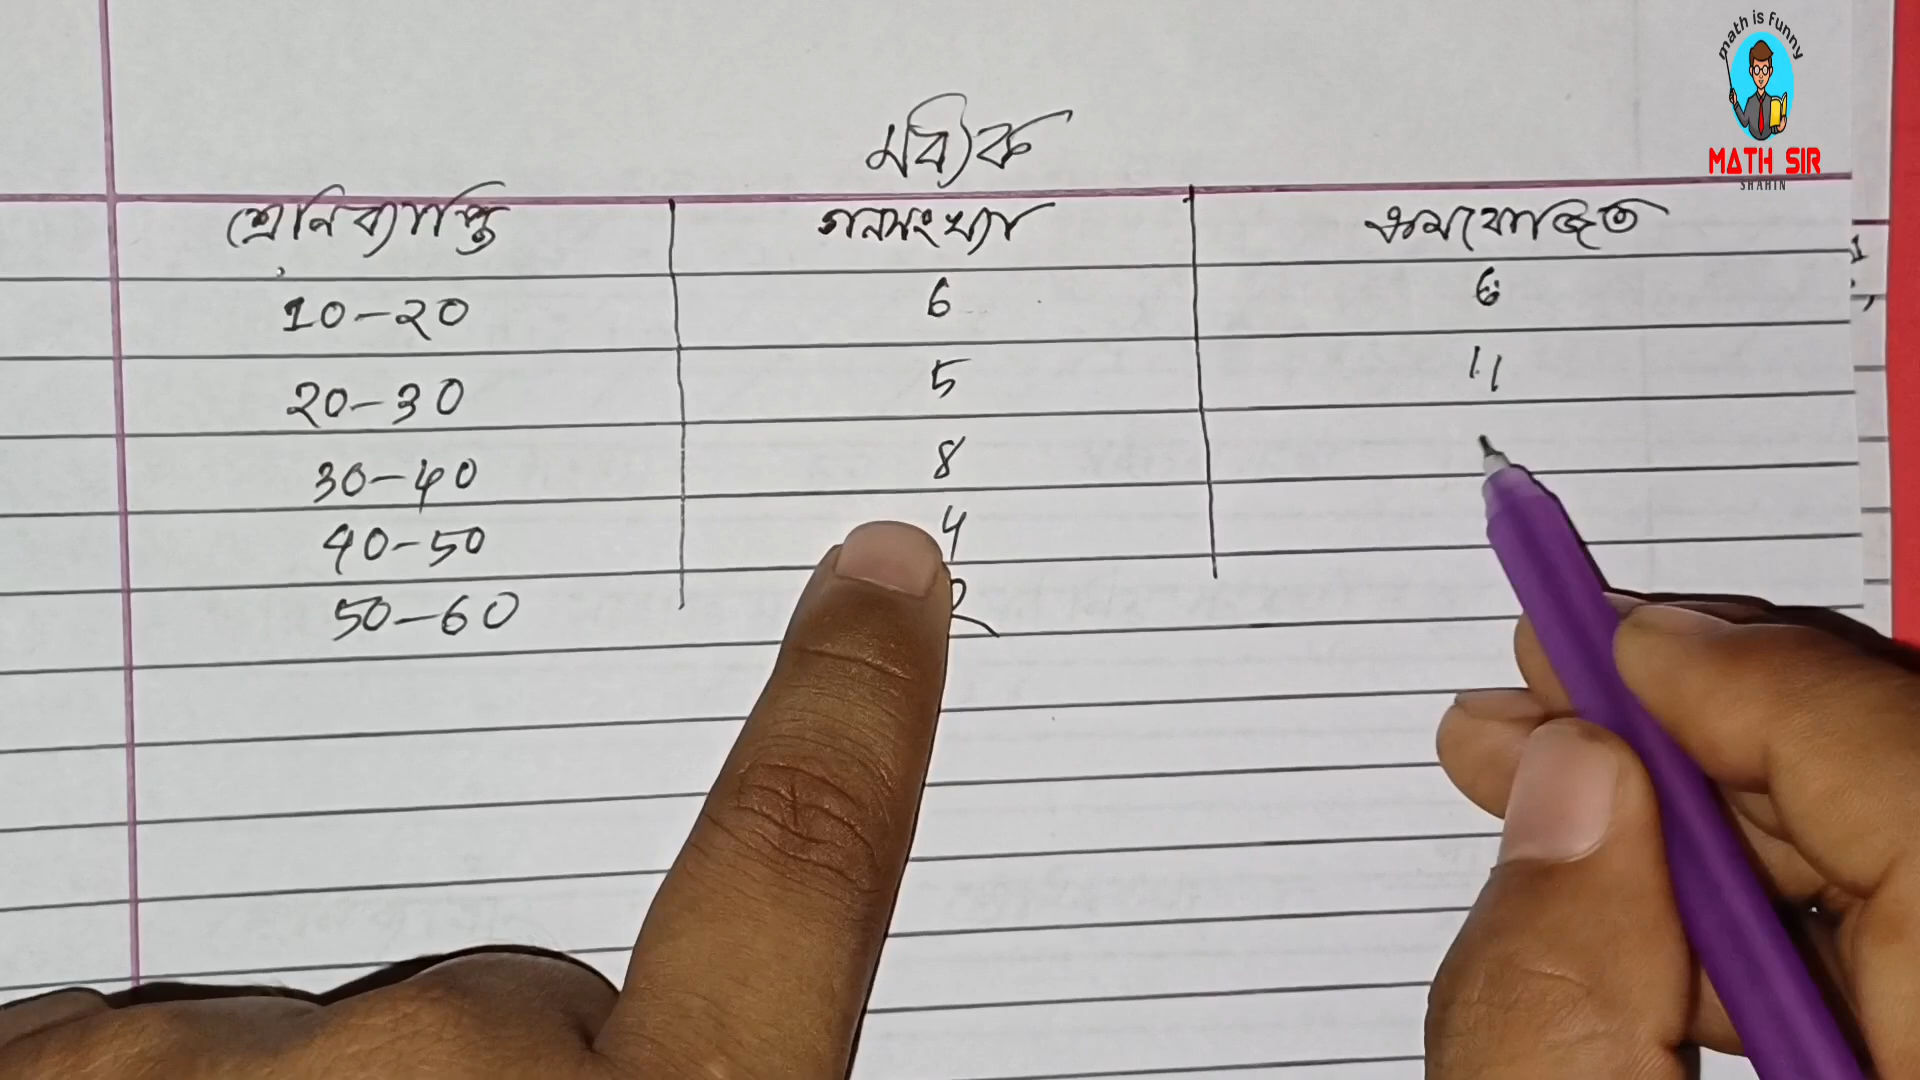 math is Funny
MATH SIR
SHAHIN
মধ্যক
শ্রেনিব্যাপ্তি গনসংখ্যা ক্রমযোজিত
10-20 6 6
20-30 5 11
30-40 8
40-50 4
50-60 2